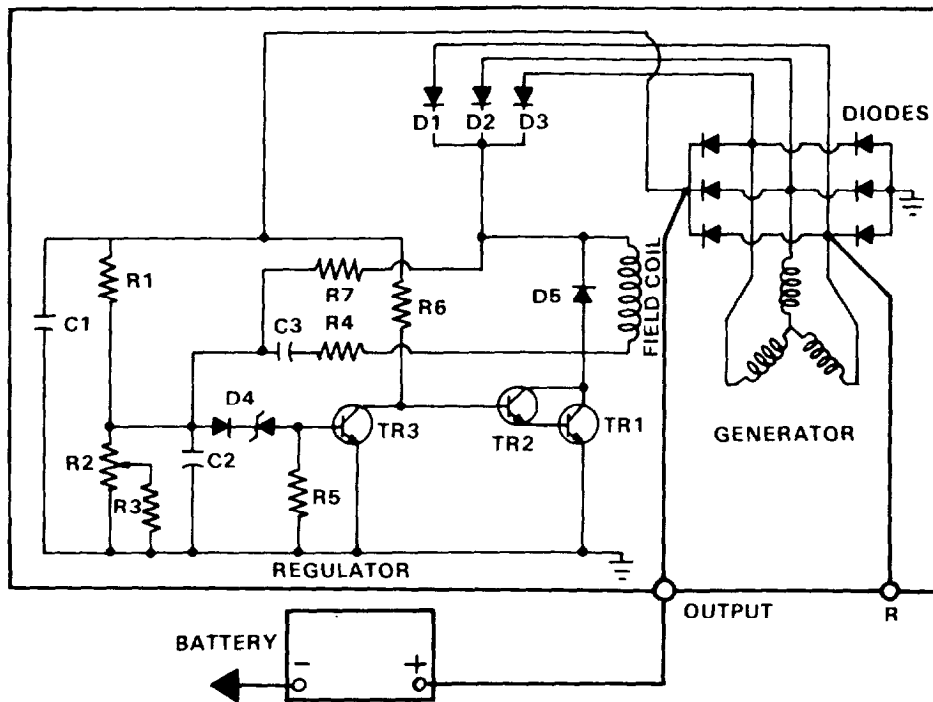 D1 D2 D3
DIODES
R1
R7
R6
D5
FIELD COIL
C1
C3 R4
D4
TR3
TR2
TR1
GENERATOR
R2
C2
R3
R5
REGULATOR
OUTPUT
R
BATTERY
- +